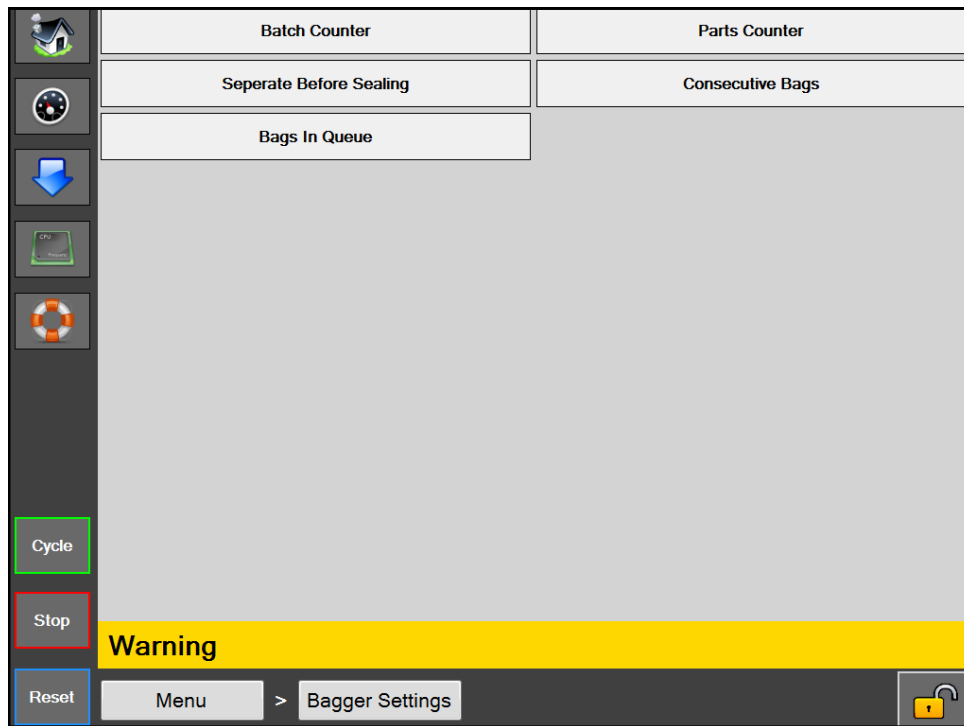 Batch Counter
Parts Counter
Seperate Before Sealing
Consecutive Bags
Bags In Queue
CPU
Cycle
Stop
Warning
Reset
Menu > Bagger Settings